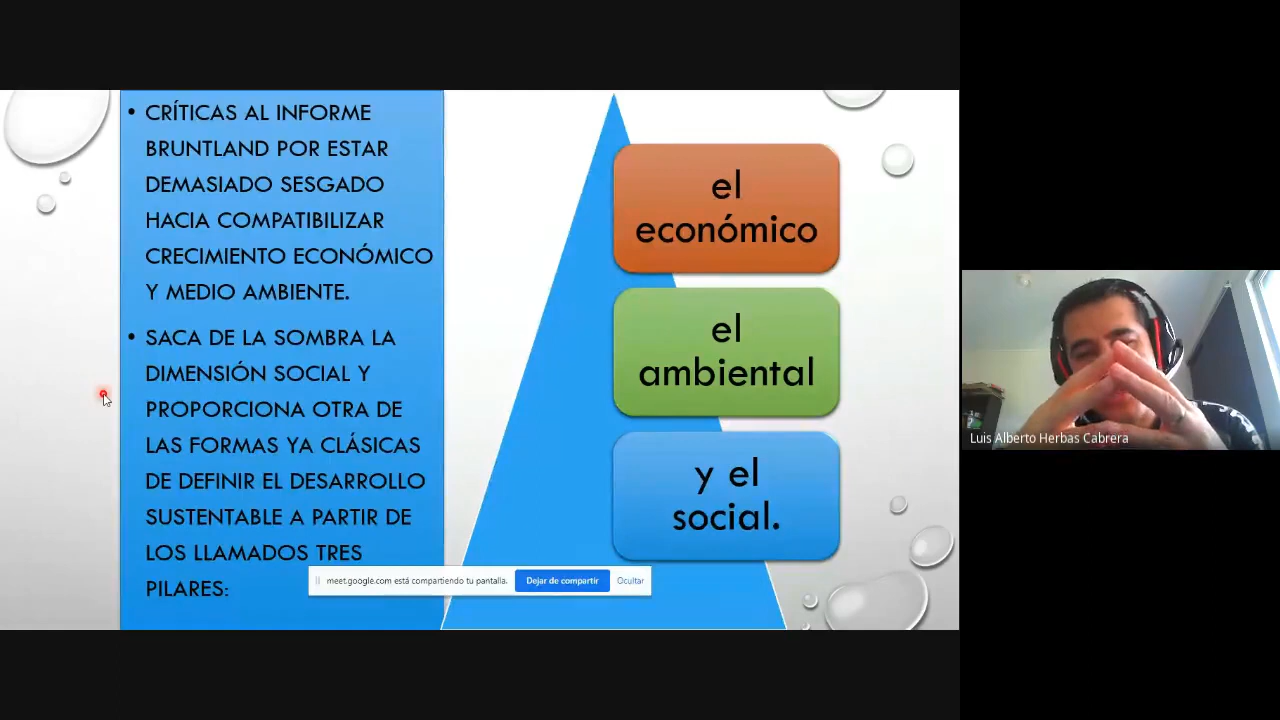 • CRÍTICAS AL INFORME
BRUNTLAND POR ESTAR
DEMASIADO SESGADO
HACIA COMPATIBILIZAR
CRECIMIENTO ECONÓMICO
Y MEDIO AMBIENTE.
• SACA DE LA SOMBRA LA
DIMENSIÓN SOCIAL Y
PROPORCIONA OTRA DE
LAS FORMAS YA CLÁSICAS
DE DEFINIR EL DESARROLLO
SUSTENTABLE A PARTIR DE
LOS LLAMADOS TRES
PILARES:
el
económico
el
ambiental
y el
social.
meet.google.com está compartiendo tu pantalla.
Dejar de compartir
Ocultar
Luis Alberto Herbas Cabrera